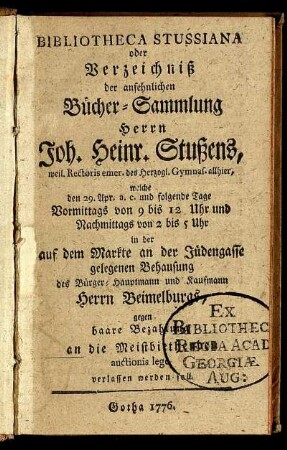 BIBLIOTHECA STUSSIANA
oder
Verzeichniß
der ansehnlichen
Bücher-Sammlung
Herrn
Joh. Heinr. Stußens,
weil. Rectoris emer. des Herzogl. Gymnas. allhier,
welche
den 29. Apr. a. c. und folgende Tage
Vormittags von 9 bis 12 Uhr und
Nachmittags von 2 bis 5 Uhr
in der
auf dem Markte an der Jüdengasse
gelegenen Behausung
des Bürger-Hauptmann und Kaufmann
Herrn Beimelburgs,
gegen
baare Bezahlung
an die Meistbietenden
auctionis lege
verlassen werden soll.
Gotha 1776.
EX
BIBLIOTHECA
REGIA ACAD
GEORGIÆ
AUG: